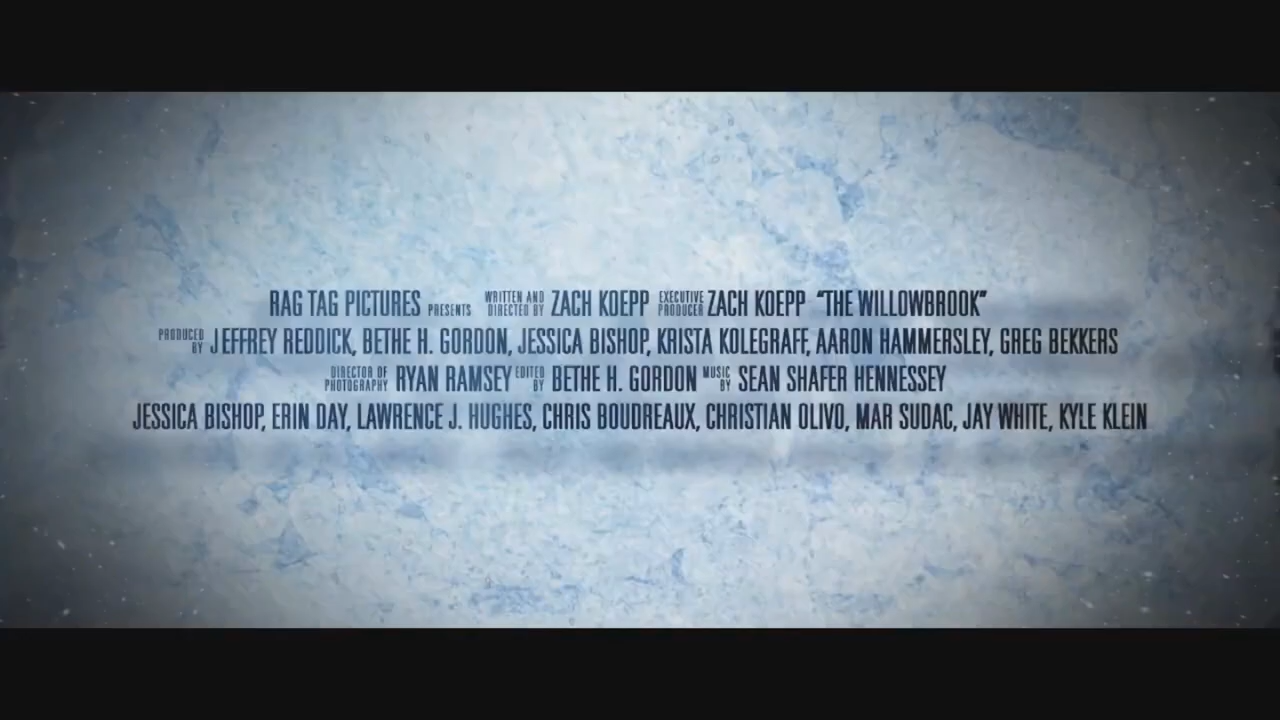 RAG TAG PICTURES PRESENTS WRITTEN AND DIRECTED BY ZACH KOEPP EXECUTIVE PRODUCER ZACH KOEPP “THE WILLOWBROOK”
PRODUCED BY JEFFREY REDDICK, BETHE H. GORDON, JESSICA BISHOP, KRISTA KOLEGRAFF, AARON HAMMERSLEY, GREG BEKKERS
DIRECTOR OF PHOTOGRAPHY RYAN RAMSEY EDITED BY BETHE H. GORDON MUSIC BY SEAN SHAFER HENNESSEY
JESSICA BISHOP, ERIN DAY, LAWRENCE J. HUGHES, CHRIS BOUDREAUX, CHRISTIAN OLIVO, MAR SUDAC, JAY WHITE, KYLE KLEIN